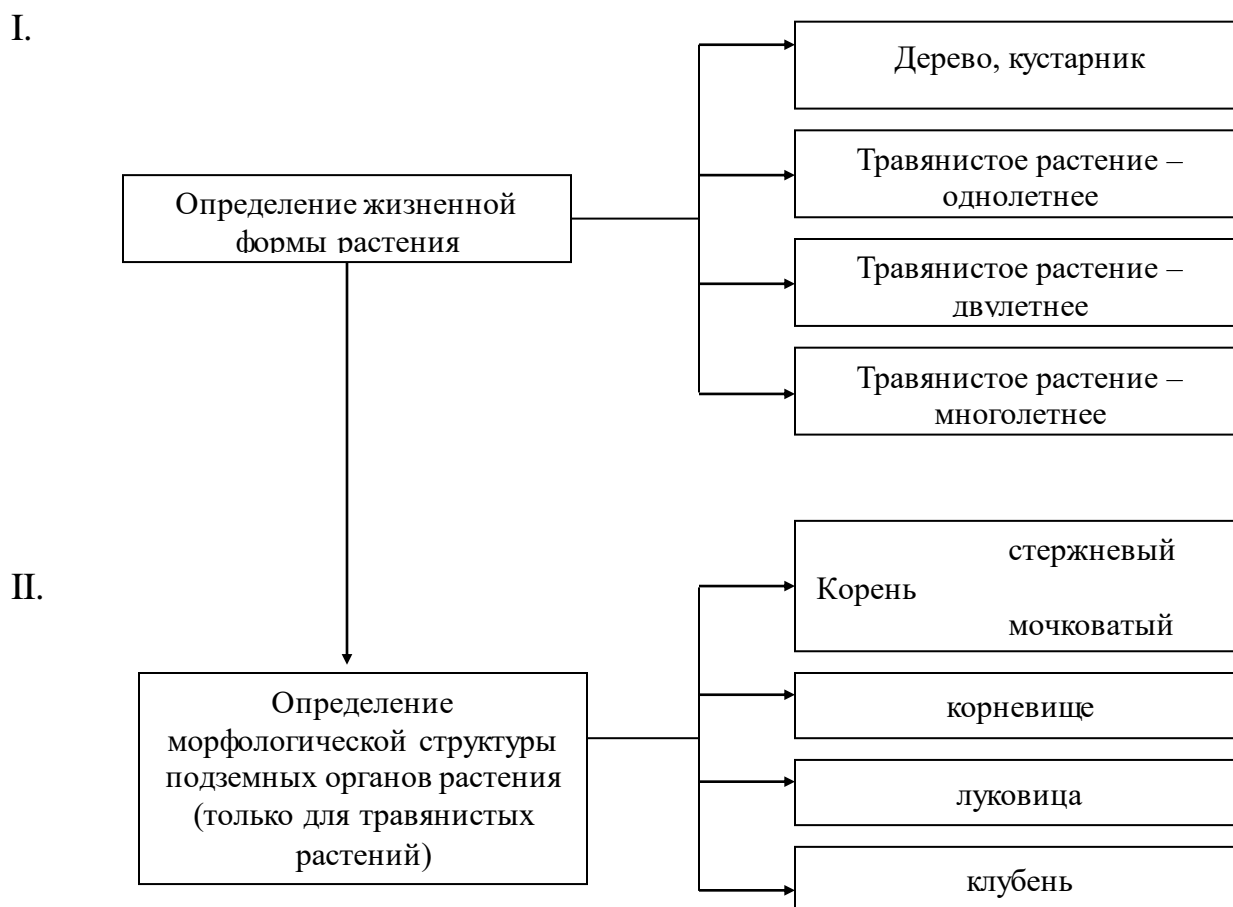 I.
Дерево, кустарник
Травянистое растение –
однолетнее
Определение жизненной
формы растения
Травянистое растение –
двулетнее
Травянистое растение –
многолетнее
II.
стержневый
Корень
мочковатый
Определение
морфологической структуры
подземных органов растения
(только для травянистых
растений)
корневище
луковица
клубень